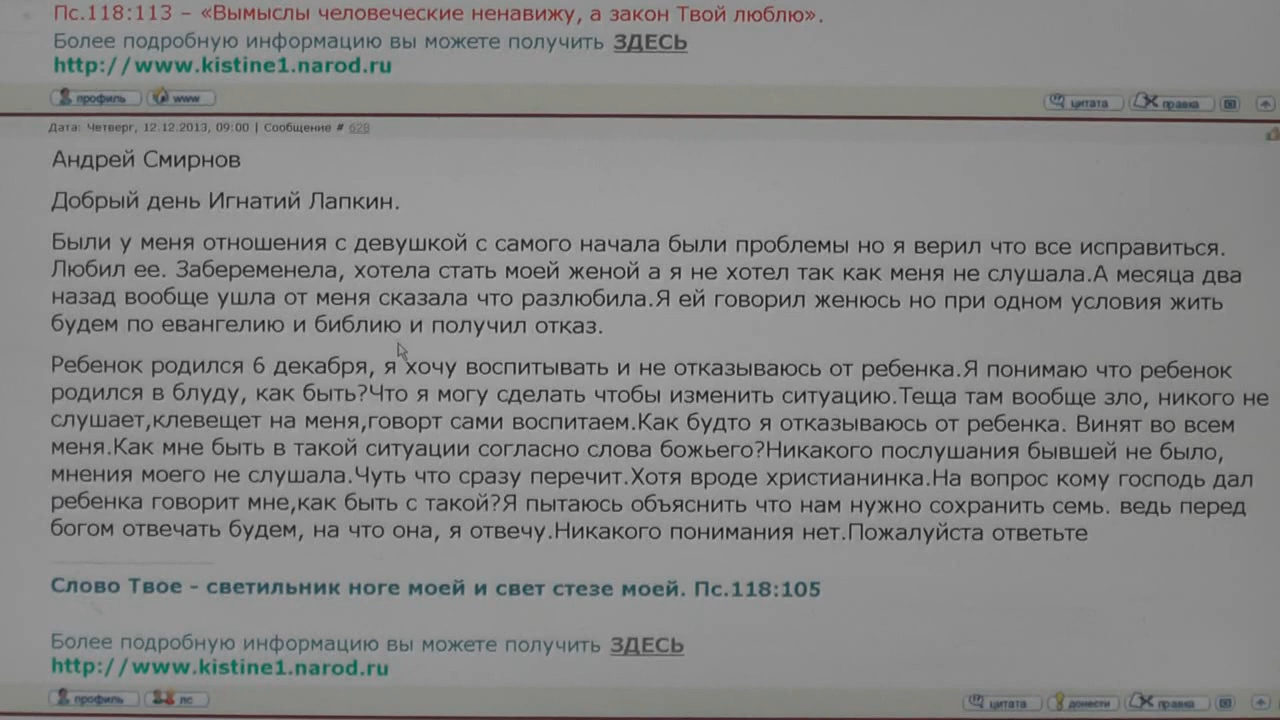 Пс.118:113 – «Вымыслы человеческие ненавижу, а закон Твой люблю».
Более подробную информацию вы можете получить ЗДЕСЬ
http://www.kistine1.narod.ru
профиль www цитата правка
Дата: Четверг, 12.12.2013, 09:00 | Сообщение # 628
Андрей Смирнов
Добрый день Игнатий Лапкин.
Были у меня отношения с девушкой с самого начала были проблемы но я верил что все исправиться.
Любил ее. Забеременела, хотела стать моей женой а я не хотел так как меня не слушала.А месяца два
назад вообще ушла от меня сказала что разлюбила.Я ей говорил женюсь но при одном условия жить
будем по евангелию и библию и получил отказ.
Ребенок родился 6 декабря, я хочу воспитывать и не отказываюсь от ребенка.Я понимаю что ребенок
родился в блуду, как быть?Что я могу сделать чтобы изменить ситуацию.Теща там вообще зло, никого не
слушает,клевещет на меня,говорт сами воспитаем.Как будто я отказываюсь от ребенка. Винят во всем
меня.Как мне быть в такой ситуации согласно слова божьего?Никакого послушания бывшей не было,
мнения моего не слушала.Чуть что сразу перечит.Хотя вроде христианинка.На вопрос кому господь дал
ребенка говорит мне,как быть с такой?Я пытаюсь объяснить что нам нужно сохранить семь. ведь перед
богом отвечать будем, на что она, я отвечу.Никакого понимания нет.Пожалуйста ответьте
Слово Твое - светильник ноге моей и свет стезе моей. Пс.118:105
Более подробную информацию вы можете получить ЗДЕСЬ
http://www.kistine1.narod.ru
профиль лс цитата донести правка